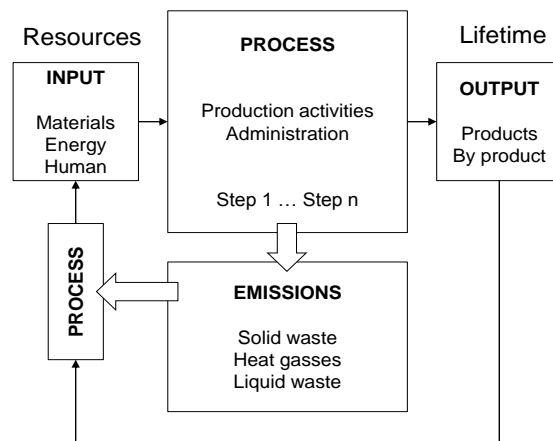 Resources
Lifetime
INPUT
Materials
Energy
Human
PROCESS
Production activities
Administration
Step 1 … Step n
OUTPUT
Products
By product
PROCESS
EMISSIONS
Solid waste
Heat gasses
Liquid waste